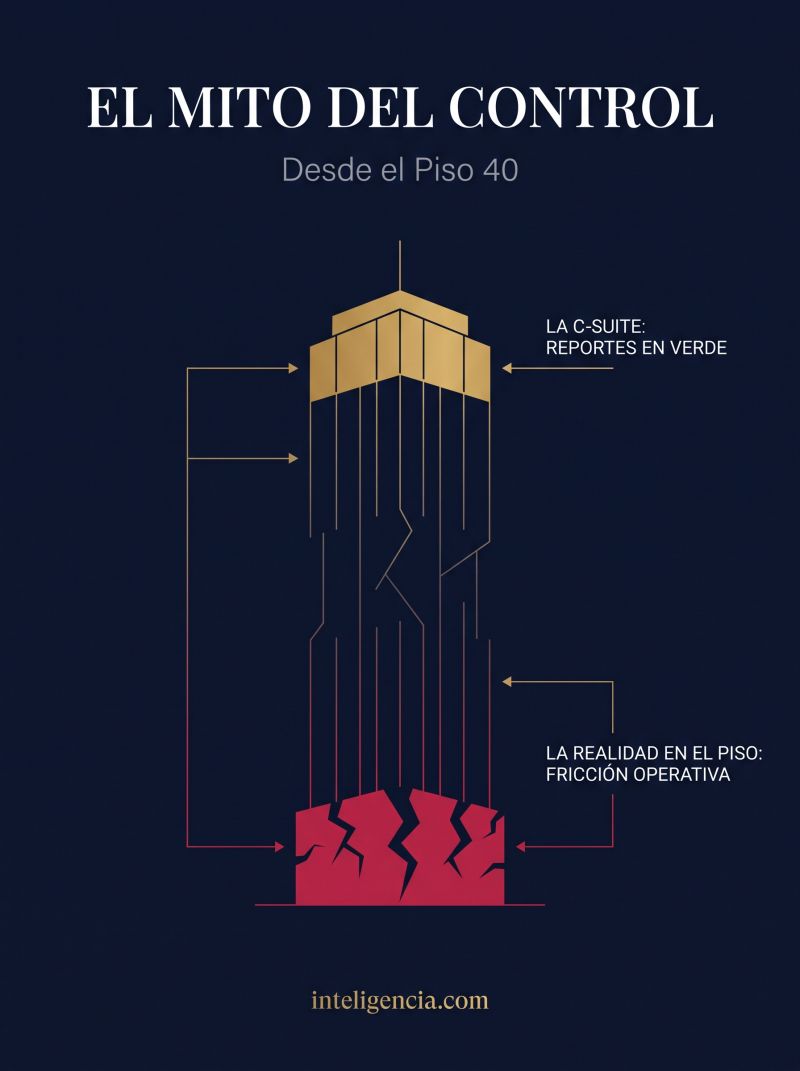 EL MITO DEL CONTROL
Desde el Piso 40
LA C-SUITE:
REPORTES EN VERDE
LA REALIDAD EN EL PISO:
FRICCIÓN OPERATIVA
inteligencia.com